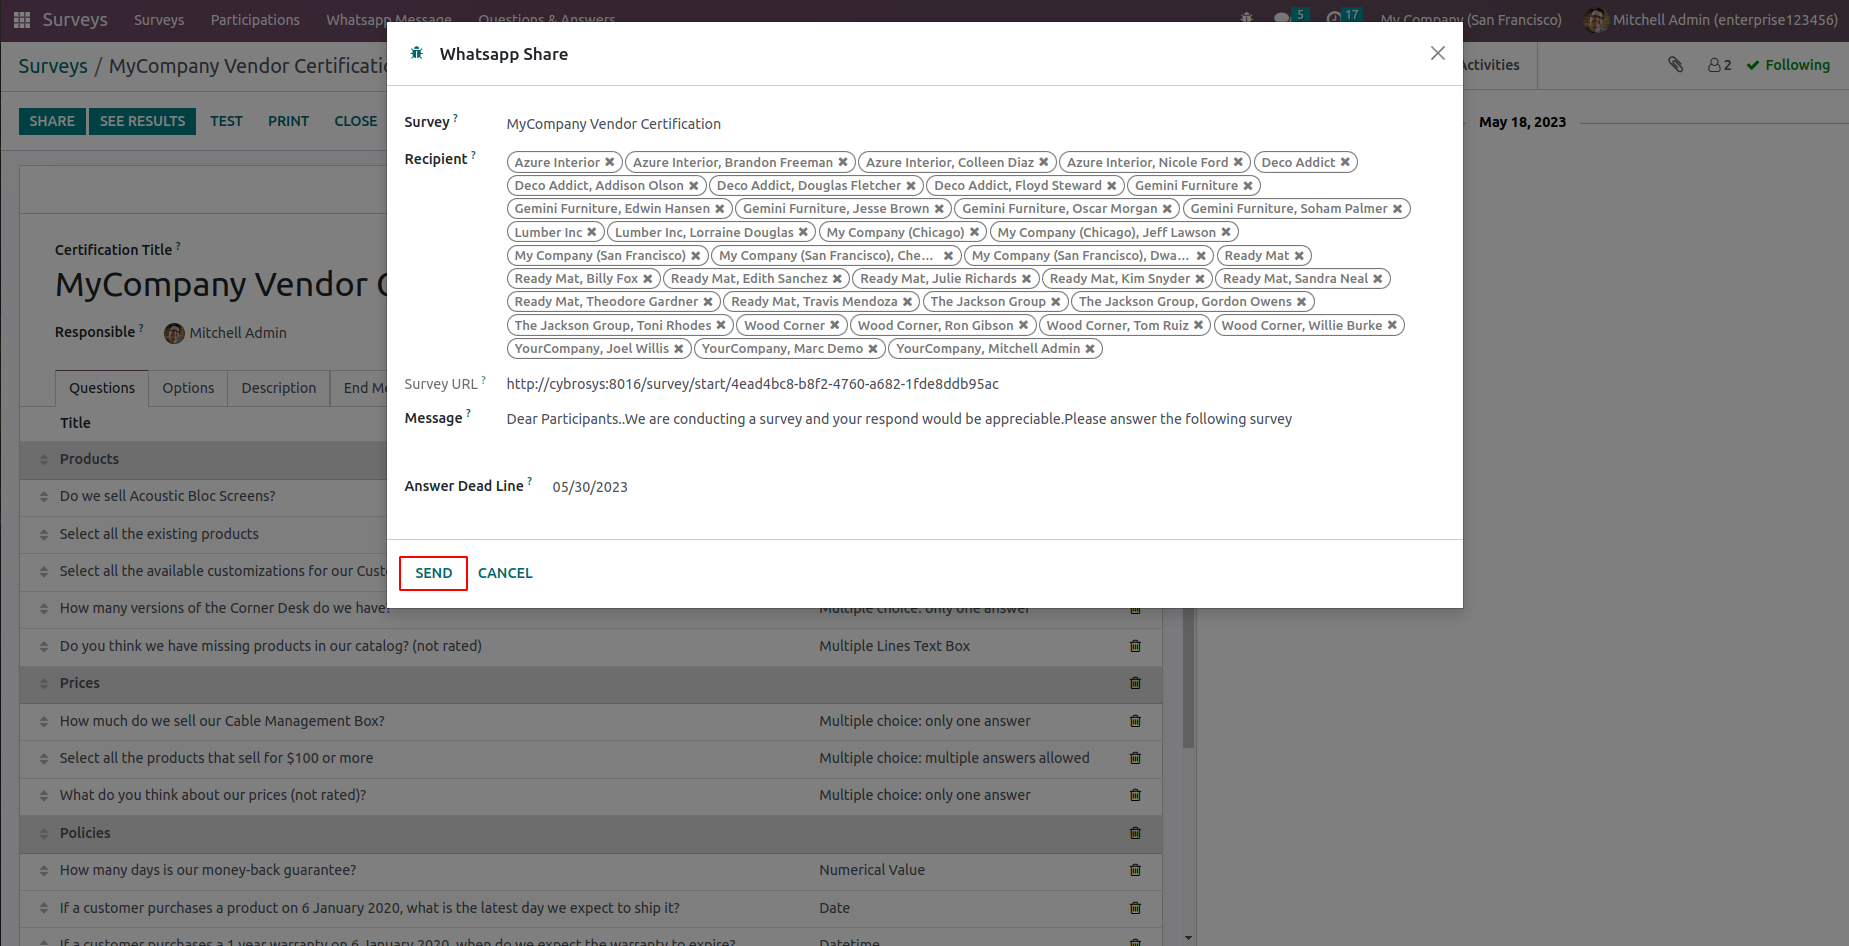 Surveys Surveys Participations Whatsapp Message Questions & Answers 5 17 My Company (San Francisco) Mitchell Admin (enterprise123456)
Surveys / MyCompany Vendor Certificatio
Activities 2 Following
SHARE SEE RESULTS TEST PRINT CLOSE
May 18, 2023
Certification Title ?
MyCompany Vendor C
Responsible ? Mitchell Admin
Questions Options Description End Me
Title
Products
Do we sell Acoustic Bloc Screens?
Select all the existing products
Select all the available customizations for our Custo
How many versions of the Corner Desk do we have? Multiple choice: only one answer
Do you think we have missing products in our catalog? (not rated) Multiple Lines Text Box
Prices
How much do we sell our Cable Management Box? Multiple choice: only one answer
Select all the products that sell for $100 or more Multiple choice: multiple answers allowed
What do you think about our prices (not rated)? Multiple choice: only one answer
Policies
How many days is our money-back guarantee? Numerical Value
If a customer purchases a product on 6 January 2020, what is the latest day we expect to ship it? Date
If a customer purchases a 1 year warranty on 6 January 2020, when do we expect the warranty to expire? Datetime
Whatsapp Share
Survey ? MyCompany Vendor Certification
Recipient ? Azure Interior Azure Interior, Brandon Freeman Azure Interior, Colleen Diaz Azure Interior, Nicole Ford Deco Addict
Deco Addict, Addison Olson Deco Addict, Douglas Fletcher Deco Addict, Floyd Steward Gemini Furniture
Gemini Furniture, Edwin Hansen Gemini Furniture, Jesse Brown Gemini Furniture, Oscar Morgan Gemini Furniture, Soham Palmer
Lumber Inc Lumber Inc, Lorraine Douglas My Company (Chicago) My Company (Chicago), Jeff Lawson
My Company (San Francisco) My Company (San Francisco), Che... My Company (San Francisco), Dwa... Ready Mat
Ready Mat, Billy Fox Ready Mat, Edith Sanchez Ready Mat, Julie Richards Ready Mat, Kim Snyder Ready Mat, Sandra Neal
Ready Mat, Theodore Gardner Ready Mat, Travis Mendoza The Jackson Group The Jackson Group, Gordon Owens
The Jackson Group, Toni Rhodes Wood Corner Wood Corner, Ron Gibson Wood Corner, Tom Ruiz Wood Corner, Willie Burke
YourCompany, Joel Willis YourCompany, Marc Demo YourCompany, Mitchell Admin
Survey URL ? http://cybrosys:8016/survey/start/4ead4bc8-b8f2-4760-a682-1fde8ddb95ac
Message ? Dear Participants..We are conducting a survey and your respond would be appreciable.Please answer the following survey
Answer Dead Line ? 05/30/2023
SEND CANCEL